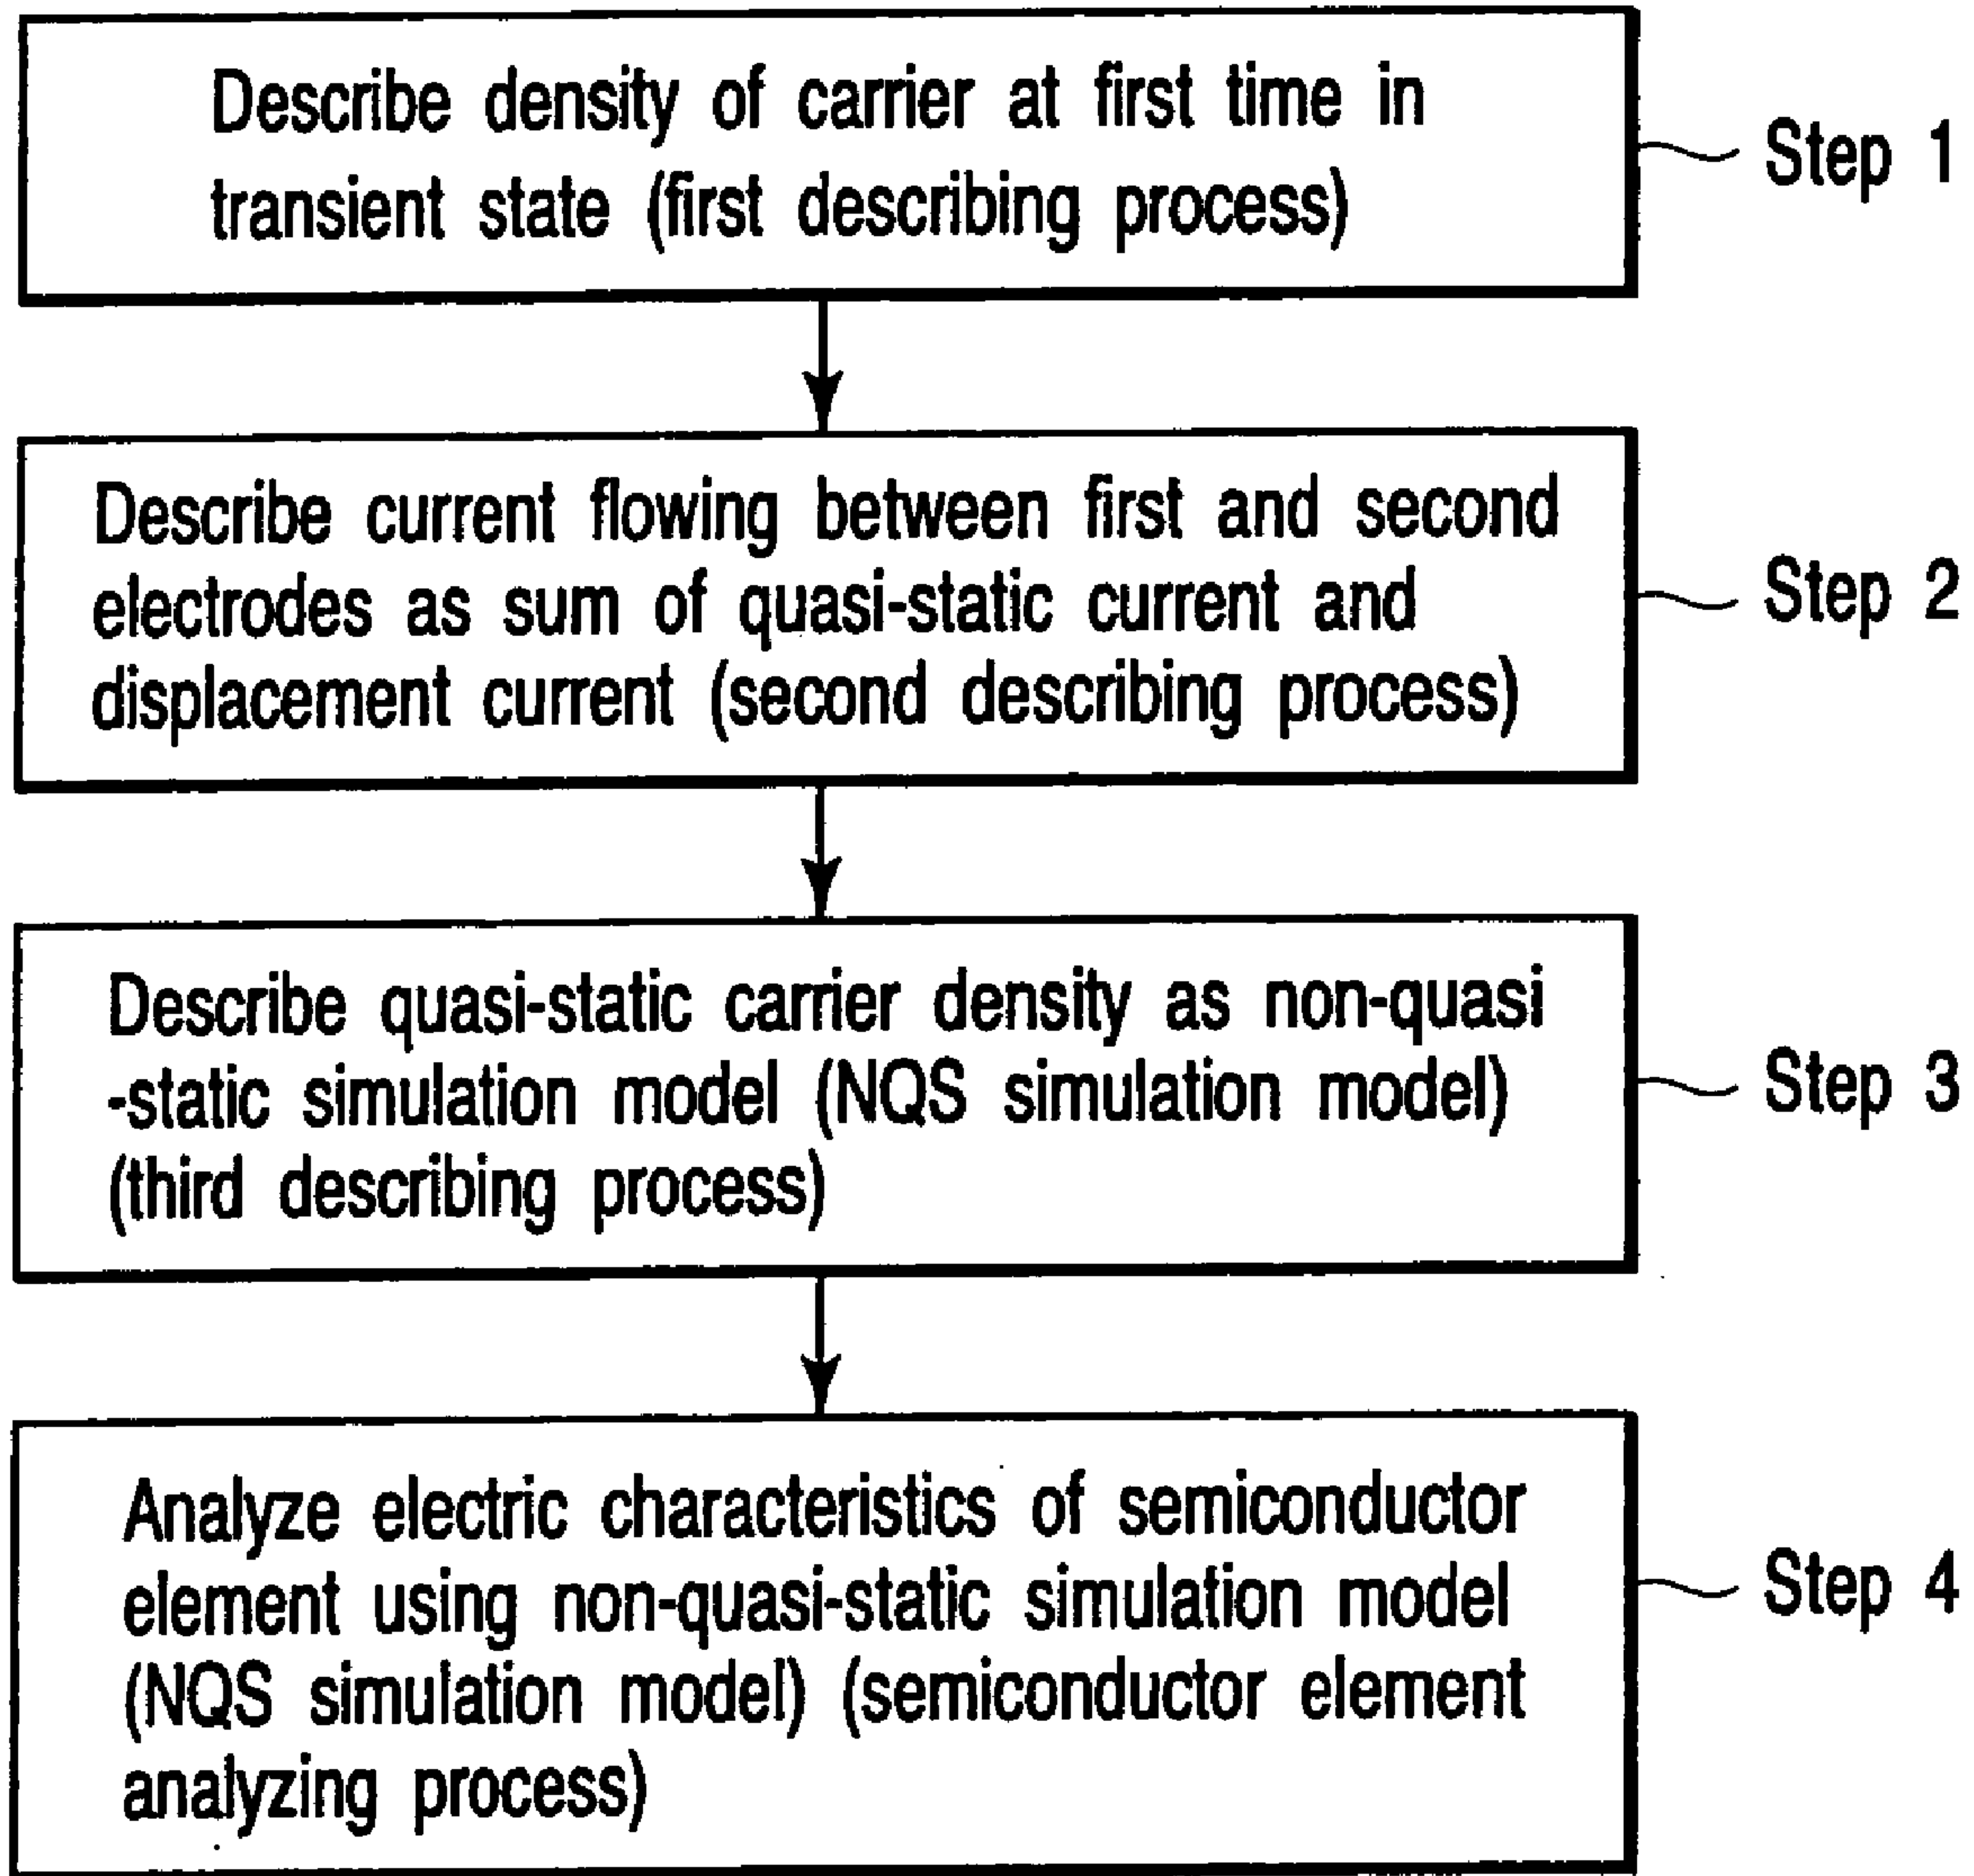 Describe density of carrier at first time in
transient state (first describing process)
Step 1
Describe current flowing between first and second
electrodes as sum of quasi-static current and
displacement current (second describing process)
Step 2
Describe quasi-static carrier density as non-quasi
-static simulation model (NQS simulation model)
(third describing process)
Step 3
Analyze electric characteristics of semiconductor
element using non-quasi-static simulation model
(NQS simulation model) (semiconductor element
analyzing process)
Step 4